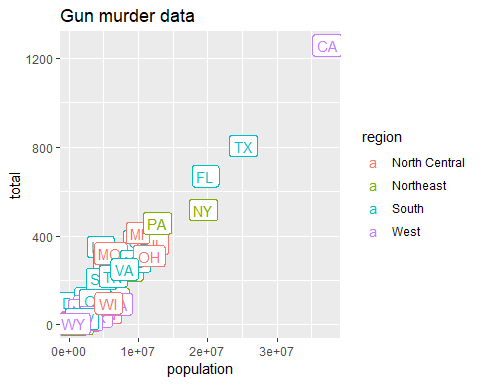 Gun murder data
CA
1200
TX
800
FL
NY
PA
400
OH
VA
WI
0
WY
0e+00 1e+07 2e+07 3e+07
population
total
region
a North Central
a Northeast
a South
a West